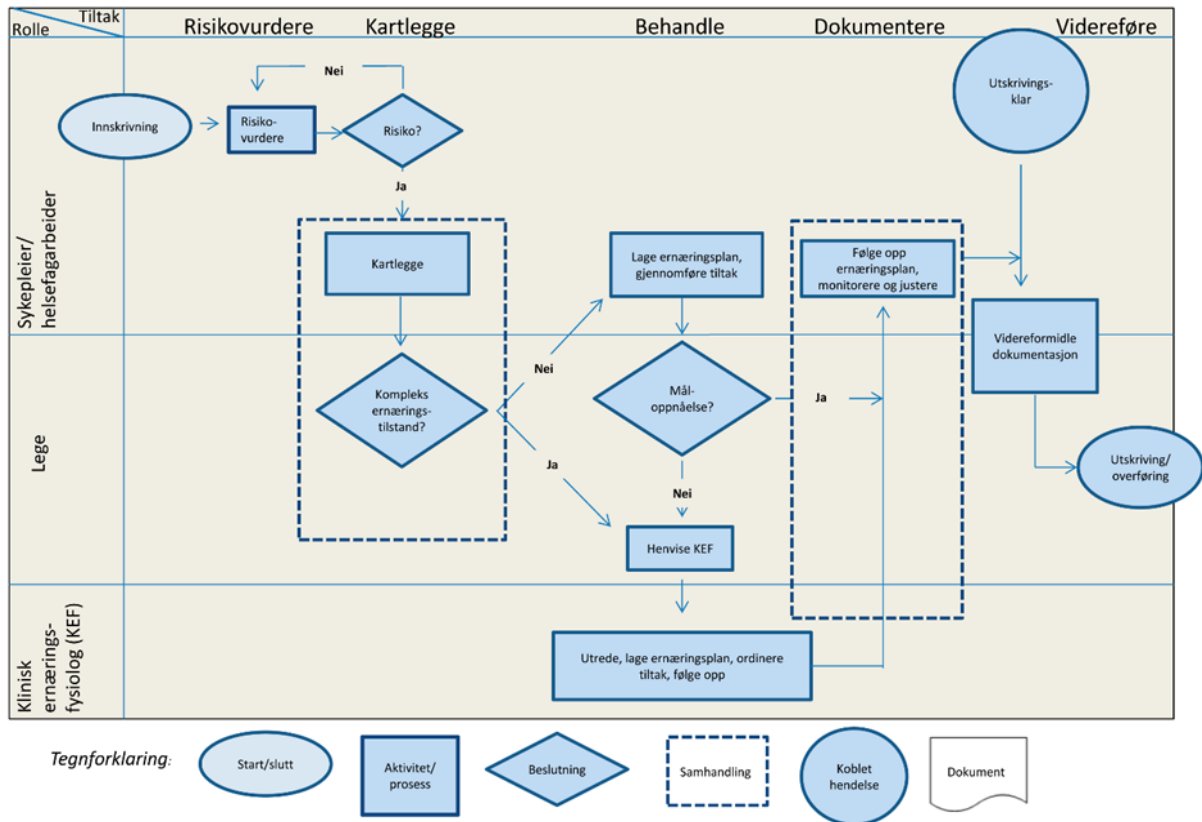 Tiltak
Rolle
Risikovurdere
Kartlegge
Behandle
Dokumentere
Videreføre
Sykepleier/
helsefagarbeider
Innskrivning
Nei
Risiko-
vurdere
Risiko?
Ja
Utskrivings-
klar
Kartlegge
Lage ernæringsplan,
gjennomføre tiltak
Følge opp
ernæringsplan,
monitorere og justere
Videreformidle
dokumentasjon
Lege
Kompleks
ernærings-
tilstand?
Nei
Ja
Mål-
oppnåelse?
Ja
Nei
Henvise KEF
Utskriving/
overføring
Klinisk
ernærings-
fysiolog (KEF)
Utrede, lage ernæringsplan, ordinere
tiltak, følge opp
Tegnforklaring:
Start/slutt
Aktivitet/
prosess
Beslutning
Samhandling
Koblet
hendelse
Dokument